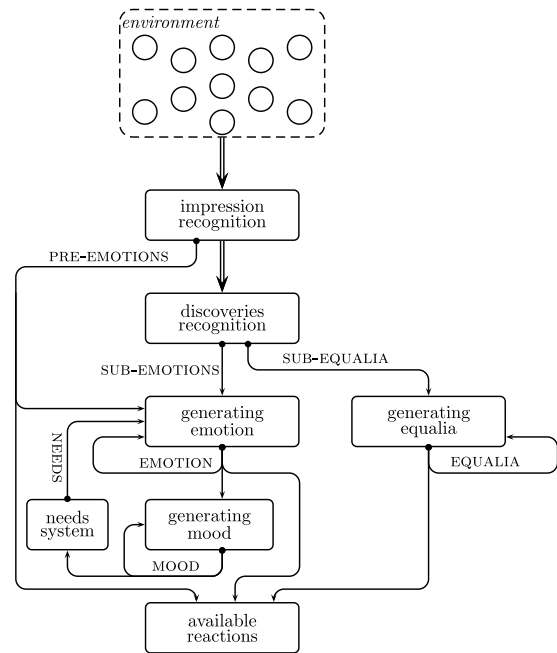 environment
impression
recognition
PRE-EMOTIONS
discoveries
recognition
SUB-EMOTIONS
SUB-EQUALIA
generating
emotion
generating
equalia
NEEDS
EMOTION
EQUALIA
needs
system
generating
mood
MOOD
available
reactions